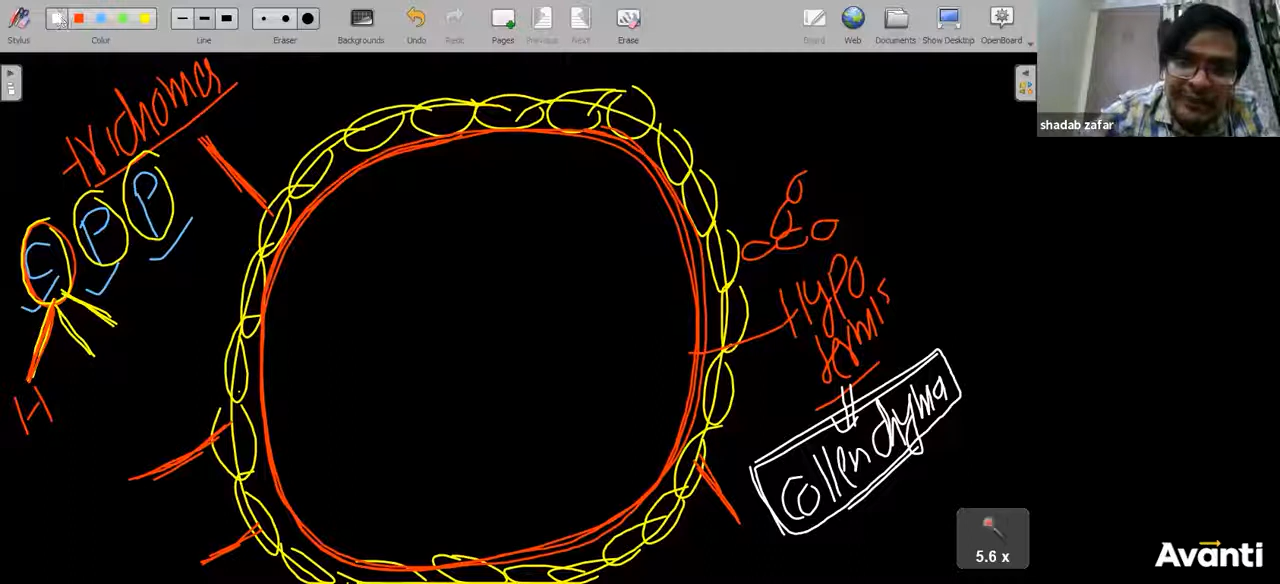 Stylus
Color
Line
Eraser
Backgrounds
Undo
Redo
Pages
Previous
Next
Erase
Board
Web
Documents
Show Desktop
OpenBoard
shadab zafar
trichomes
C P P
H
Hypo
dermis
Collenchyma
5.6 x
Avanti